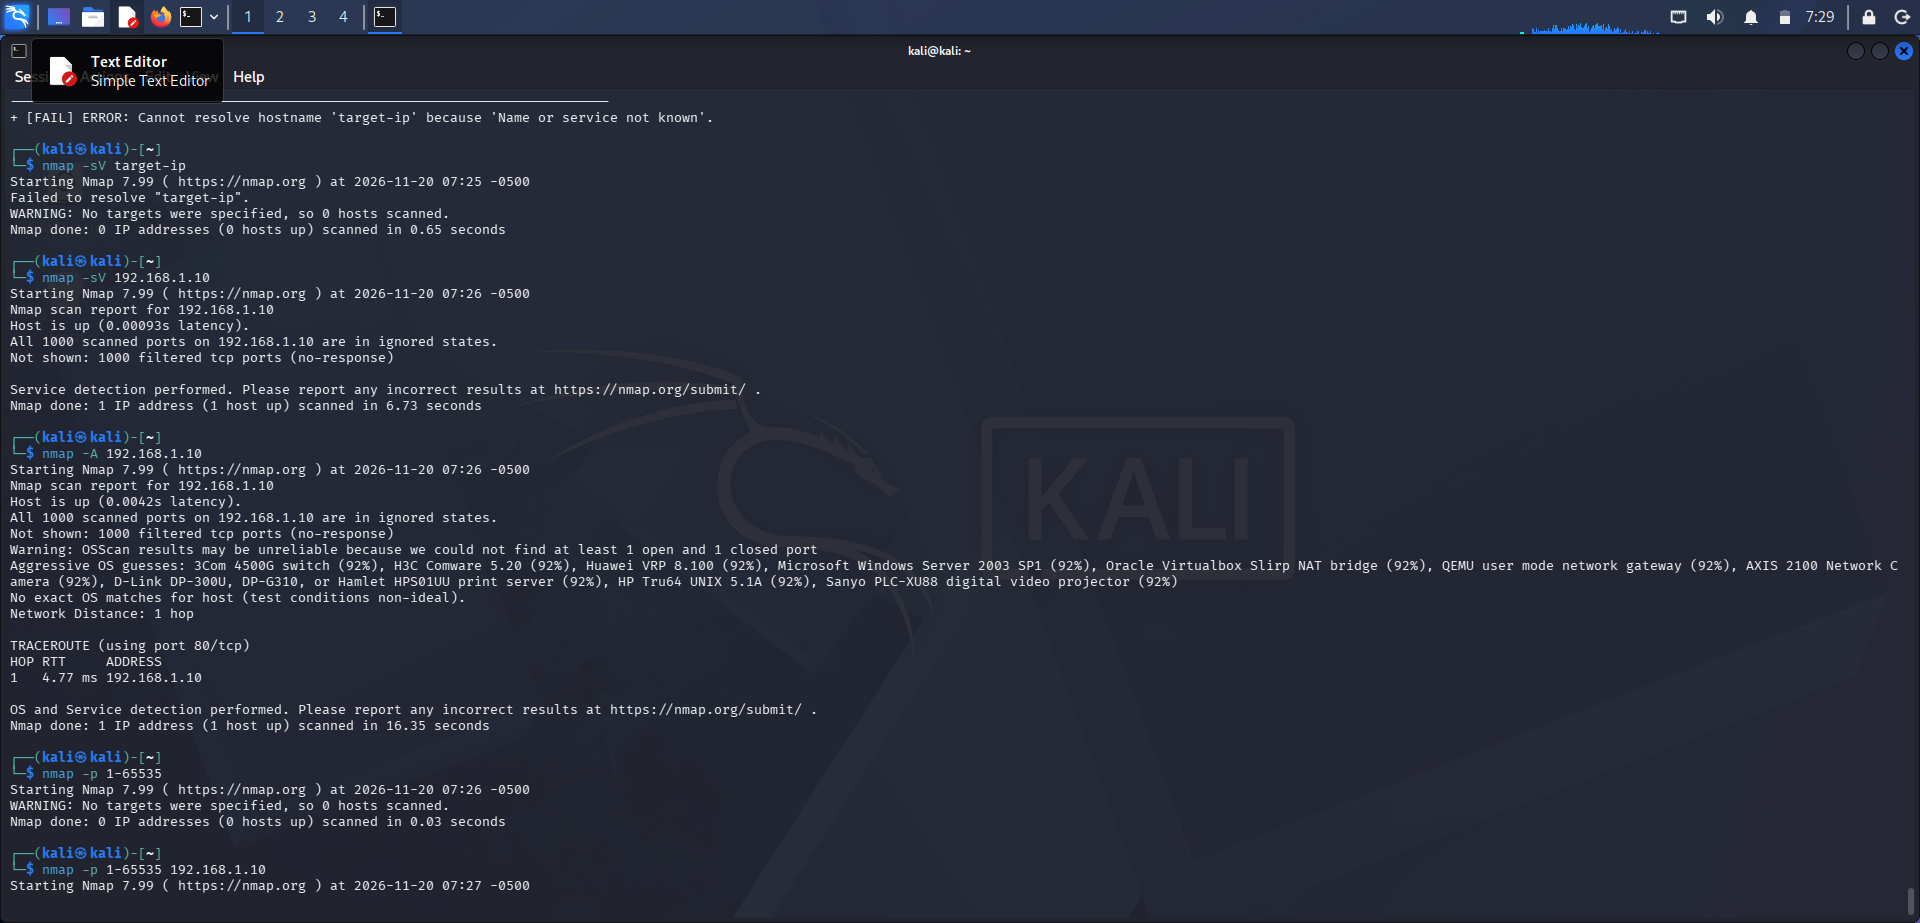 1 2 3 4 7:29
kali@kali: ~
Session Actions Edit View Help
Text Editor
Simple Text Editor
+ [FAIL] ERROR: Cannot resolve hostname 'target-ip' because 'Name or service not known'.
┌──(kali㉿kali)-[~]
└─$ nmap -sV target-ip
Starting Nmap 7.99 ( https://nmap.org ) at 2026-11-20 07:25 -0500
Failed to resolve "target-ip".
WARNING: No targets were specified, so 0 hosts scanned.
Nmap done: 0 IP addresses (0 hosts up) scanned in 0.65 seconds
┌──(kali㉿kali)-[~]
└─$ nmap -sV 192.168.1.10
Starting Nmap 7.99 ( https://nmap.org ) at 2026-11-20 07:26 -0500
Nmap scan report for 192.168.1.10
Host is up (0.00093s latency).
All 1000 scanned ports on 192.168.1.10 are in ignored states.
Not shown: 1000 filtered tcp ports (no-response)
Service detection performed. Please report any incorrect results at https://nmap.org/submit/ .
Nmap done: 1 IP address (1 host up) scanned in 6.73 seconds
┌──(kali㉿kali)-[~]
└─$ nmap -A 192.168.1.10
Starting Nmap 7.99 ( https://nmap.org ) at 2026-11-20 07:26 -0500
Nmap scan report for 192.168.1.10
Host is up (0.0042s latency).
All 1000 scanned ports on 192.168.1.10 are in ignored states.
Not shown: 1000 filtered tcp ports (no-response)
Warning: OSScan results may be unreliable because we could not find at least 1 open and 1 closed port
Aggressive OS guesses: 3Com 4500G switch (92%), H3C Comware 5.20 (92%), Huawei VRP 8.100 (92%), Microsoft Windows Server 2003 SP1 (92%), Oracle Virtualbox Slirp NAT bridge (92%), QEMU user mode network gateway (92%), AXIS 2100 Network C
amera (92%), D-Link DP-300U, DP-G310, or Hamlet HPS01UU print server (92%), HP Tru64 UNIX 5.1A (92%), Sanyo PLC-XU88 digital video projector (92%)
No exact OS matches for host (test conditions non-ideal).
Network Distance: 1 hop
TRACEROUTE (using port 80/tcp)
HOP RTT ADDRESS
1 4.77 ms 192.168.1.10
OS and Service detection performed. Please report any incorrect results at https://nmap.org/submit/ .
Nmap done: 1 IP address (1 host up) scanned in 16.35 seconds
┌──(kali㉿kali)-[~]
└─$ nmap -p 1-65535
Starting Nmap 7.99 ( https://nmap.org ) at 2026-11-20 07:26 -0500
WARNING: No targets were specified, so 0 hosts scanned.
Nmap done: 0 IP addresses (0 hosts up) scanned in 0.03 seconds
┌──(kali㉿kali)-[~]
└─$ nmap -p 1-65535 192.168.1.10
Starting Nmap 7.99 ( https://nmap.org ) at 2026-11-20 07:27 -0500
KALI